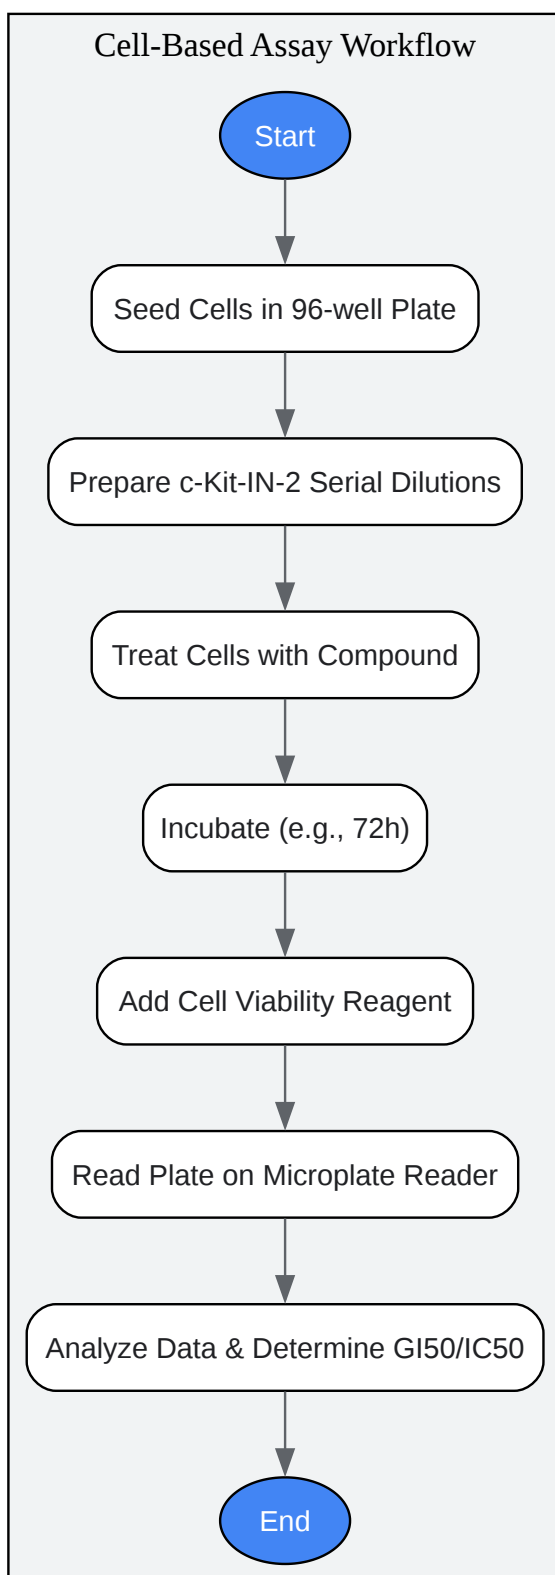 Cell-Based Assay Workflow
Start
Seed Cells in 96-well Plate
Prepare c-Kit-IN-2 Serial Dilutions
Treat Cells with Compound
Incubate (e.g., 72h)
Add Cell Viability Reagent
Read Plate on Microplate Reader
Analyze Data & Determine GI50/IC50
End